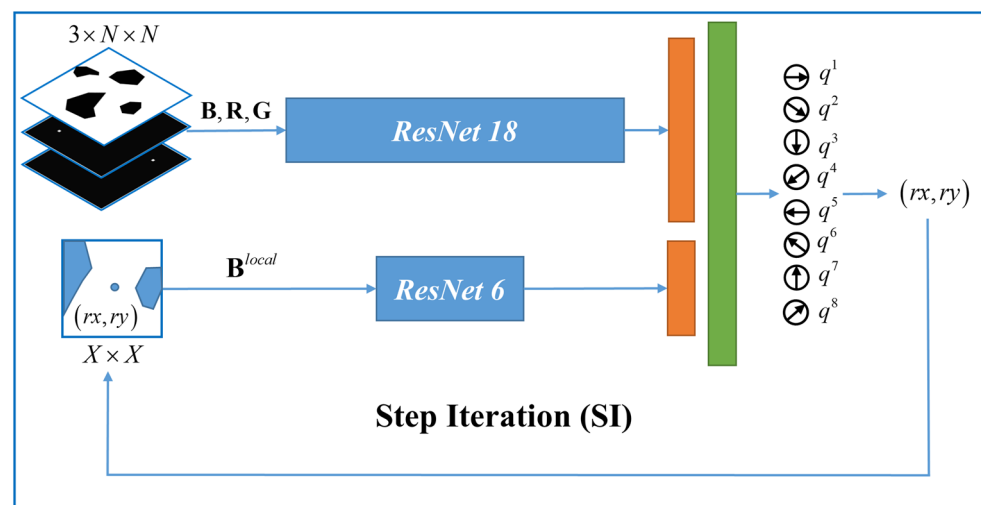 3 × N × N
B, R, G
ResNet 18
q¹
q²
q³
q⁴
q⁵
q⁶
q⁷
q⁸
(rx, ry)
B^local
ResNet 6
(rx, ry)
X × X
Step Iteration (SI)